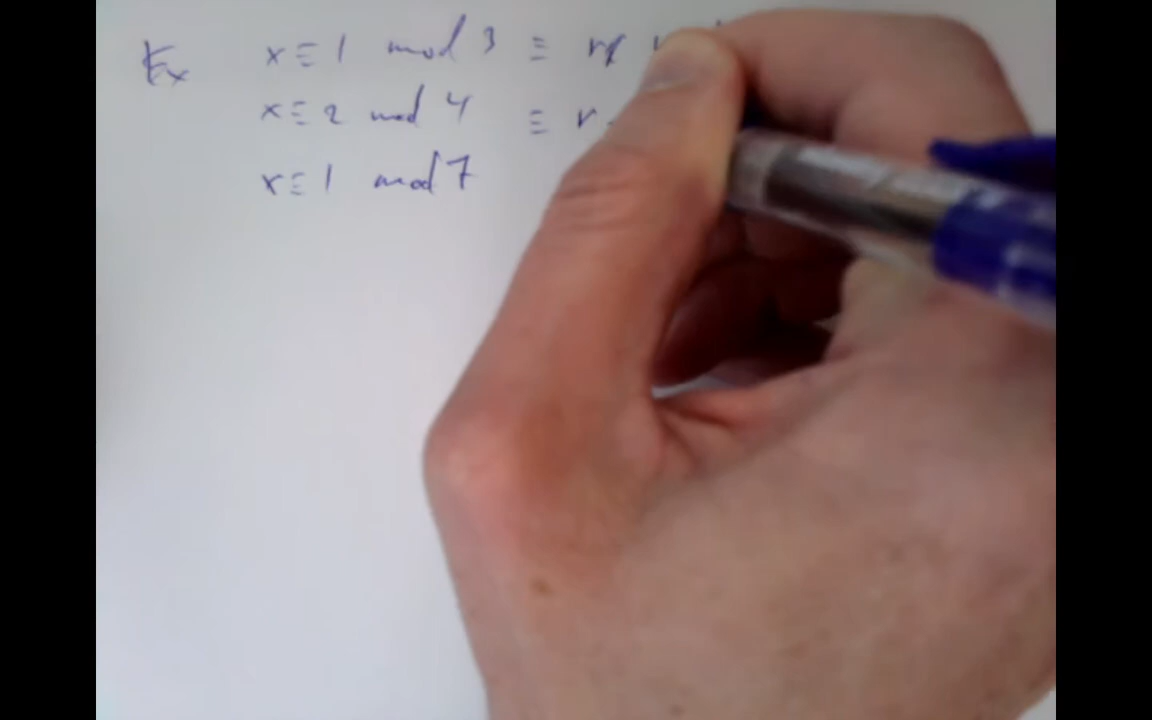 Ex x ≡ 1 mod 3 ≡
x ≡ 2 mod 4 ≡ r
x ≡ 1 mod 7